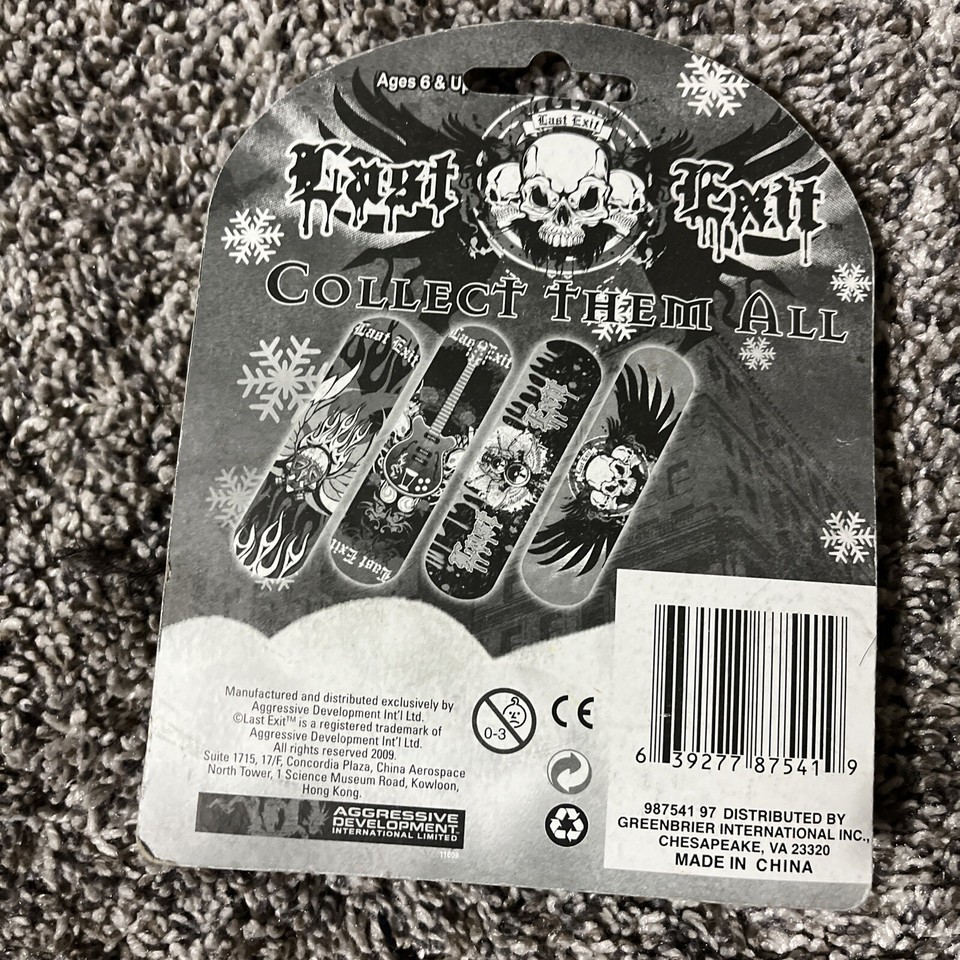 Ages 6 & Up
Last Exit
Last Exit
COLLECT THEM ALL
Last Exit
Last Exit
Last Exit
Last Exit
Last Exit
Manufactured and distributed exclusively by
Aggressive Development Int'l Ltd.
©Last Exit™ is a registered trademark of
Aggressive Development Int'l Ltd.
All rights reserved 2009.
Suite 1715, 17/F, Concordia Plaza, China Aerospace
North Tower, 1 Science Museum Road, Kowloon,
Hong Kong.
AGGRESSIVE
DEVELOPMENT
INTERNATIONAL LIMITED
0-3
CE
6 39277 87541 9
987541 97 DISTRIBUTED BY
GREENBRIER INTERNATIONAL INC.,
CHESAPEAKE, VA 23320
MADE IN CHINA